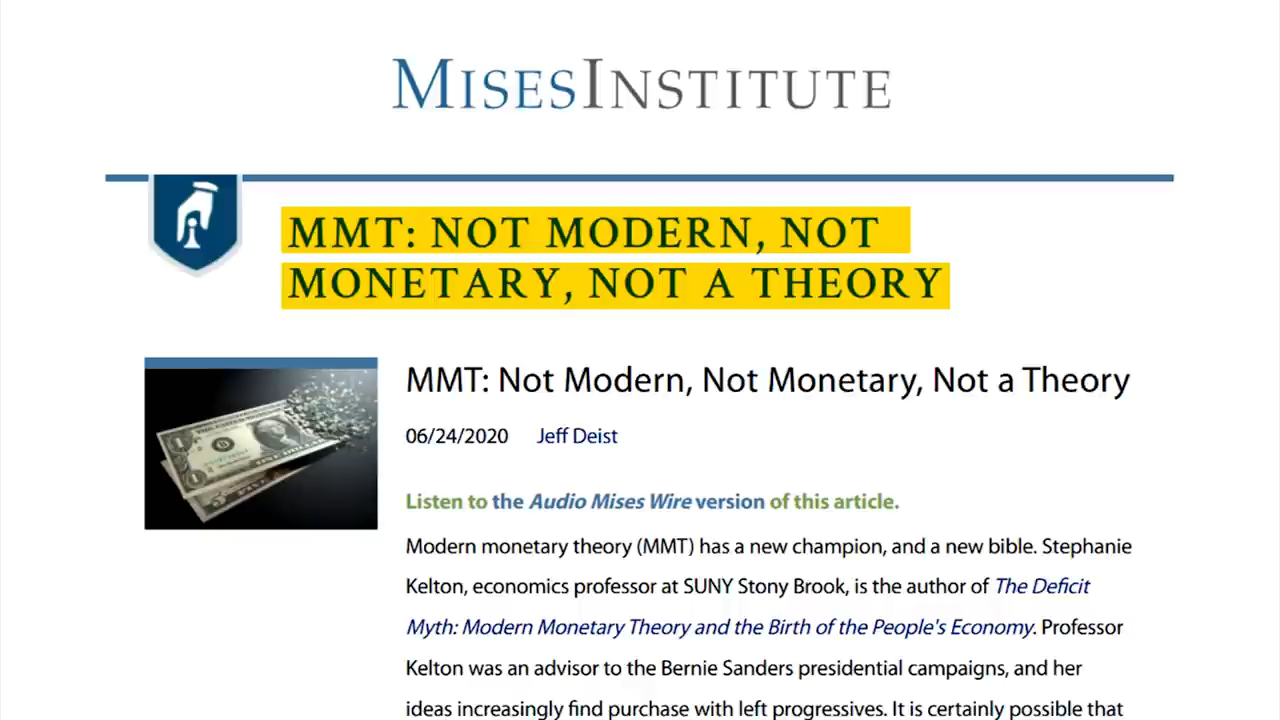 MISESINSTITUTE
MMT: NOT MODERN, NOT
MONETARY, NOT A THEORY
MMT: Not Modern, Not Monetary, Not a Theory
06/24/2020 Jeff Deist
Listen to the Audio Mises Wire version of this article.
Modern monetary theory (MMT) has a new champion, and a new bible. Stephanie
Kelton, economics professor at SUNY Stony Brook, is the author of The Deficit
Myth: Modern Monetary Theory and the Birth of the People's Economy. Professor
Kelton was an advisor to the Bernie Sanders presidential campaigns, and her
ideas increasingly find purchase with left progressives. It is certainly possible that